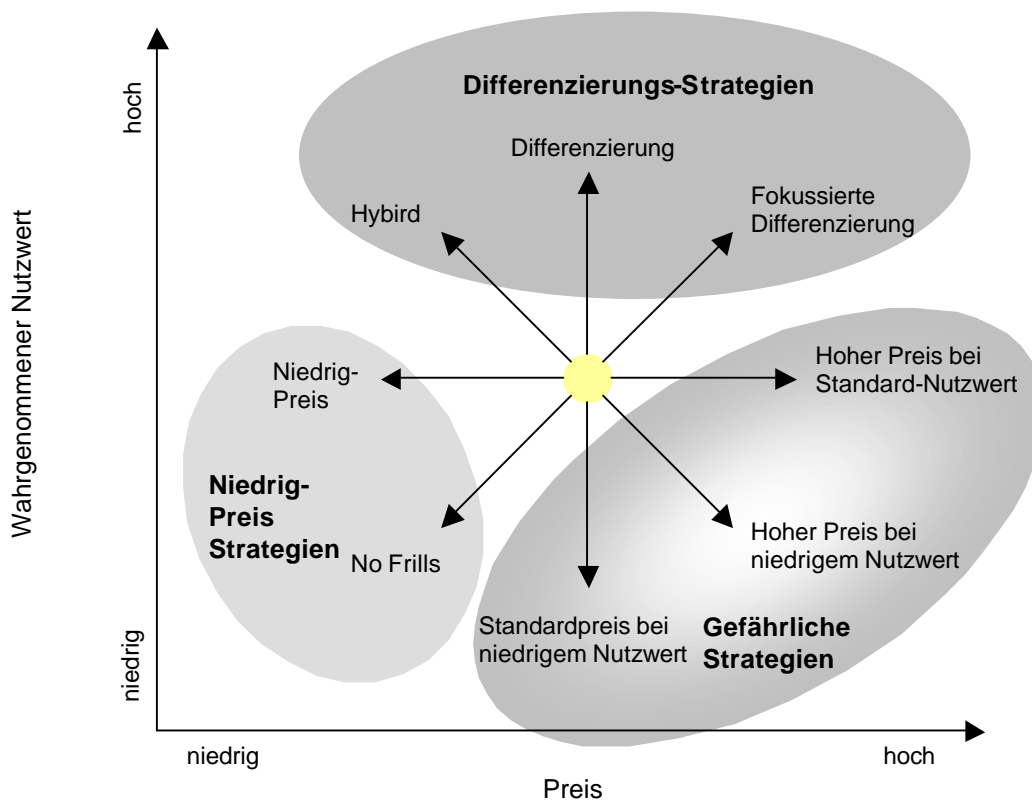 hoch
Differenzierungs-Strategien
Differenzierung
Hybird
Fokussierte
Differenzierung
Wahrgenommener Nutzwert
Niedrig-
Preis
Hoher Preis bei
Standard-Nutzwert
Niedrig-
Preis
Strategien
No Frills
Hoher Preis bei
niedrigem Nutzwert
Standardpreis bei
niedrigem Nutzwert
Gefährliche
Strategien
niedrig
niedrig
hoch
Preis